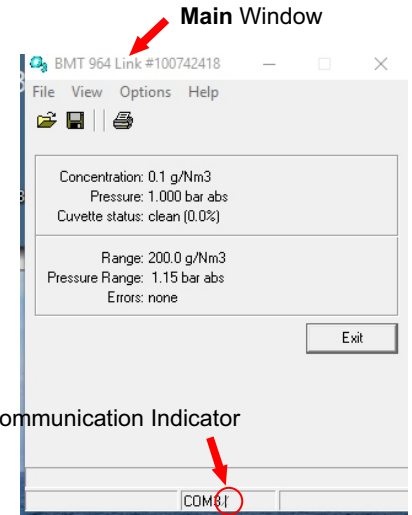 Main Window
BMT 964 Link #100742418
File View Options Help
Concentration: 0.1 g/Nm3
Pressure: 1.000 bar abs
Cuvette status: clean (0.0%)
Range: 200.0 g/Nm3
Pressure Range: 1.15 bar abs
Errors: none
Exit
ommunication Indicator